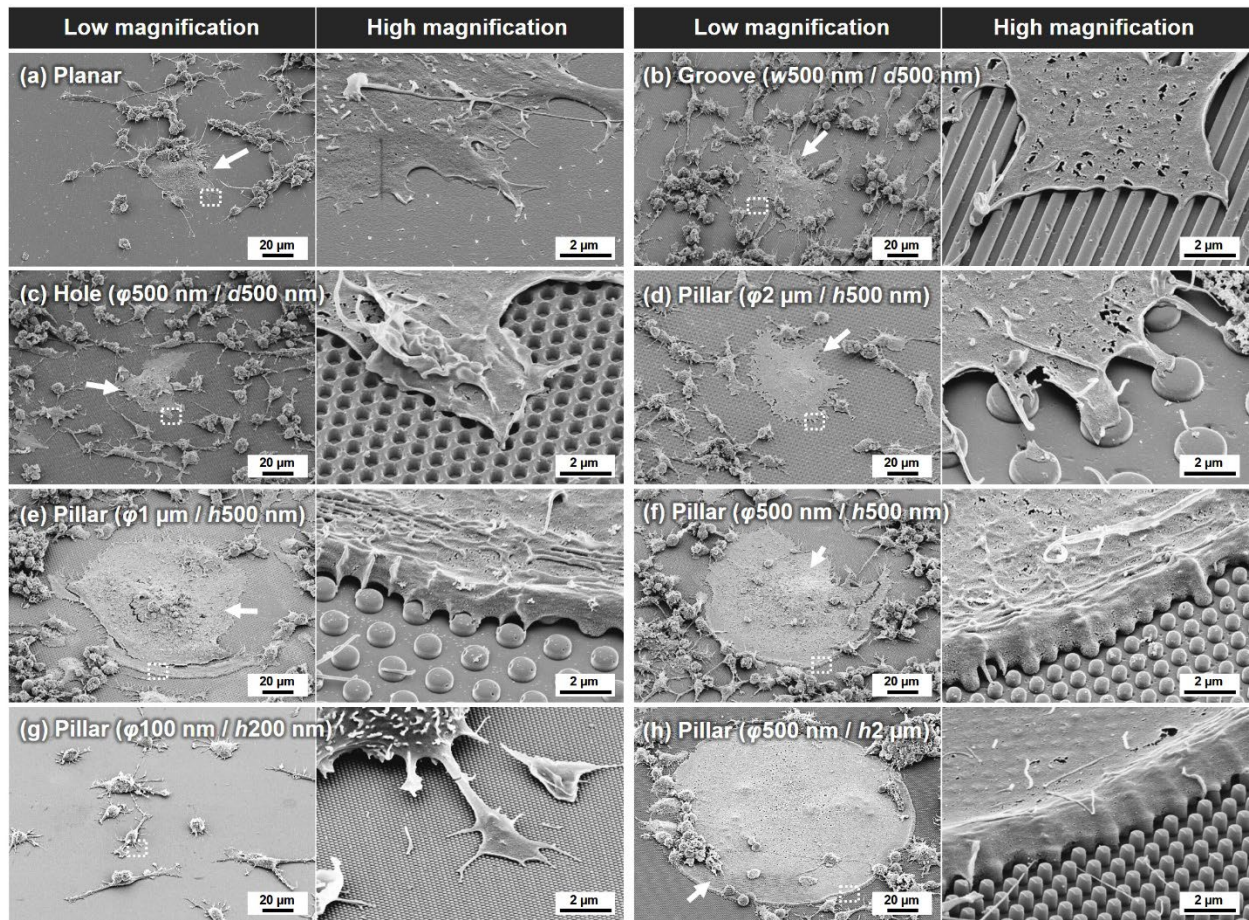 Low magnification
High magnification
Low magnification
High magnification
(a) Planar
20 µm
2 µm
(b) Groove (w500 nm / d500 nm)
20 µm
2 µm
(c) Hole (φ500 nm / d500 nm)
20 µm
2 µm
(d) Pillar (φ2 µm / h500 nm)
20 µm
2 µm
(e) Pillar (φ1 µm / h500 nm)
20 µm
2 µm
(f) Pillar (φ500 nm / h500 nm)
20 µm
2 µm
(g) Pillar (φ100 nm / h200 nm)
20 µm
2 µm
(h) Pillar (φ500 nm / h2 µm)
20 µm
2 µm